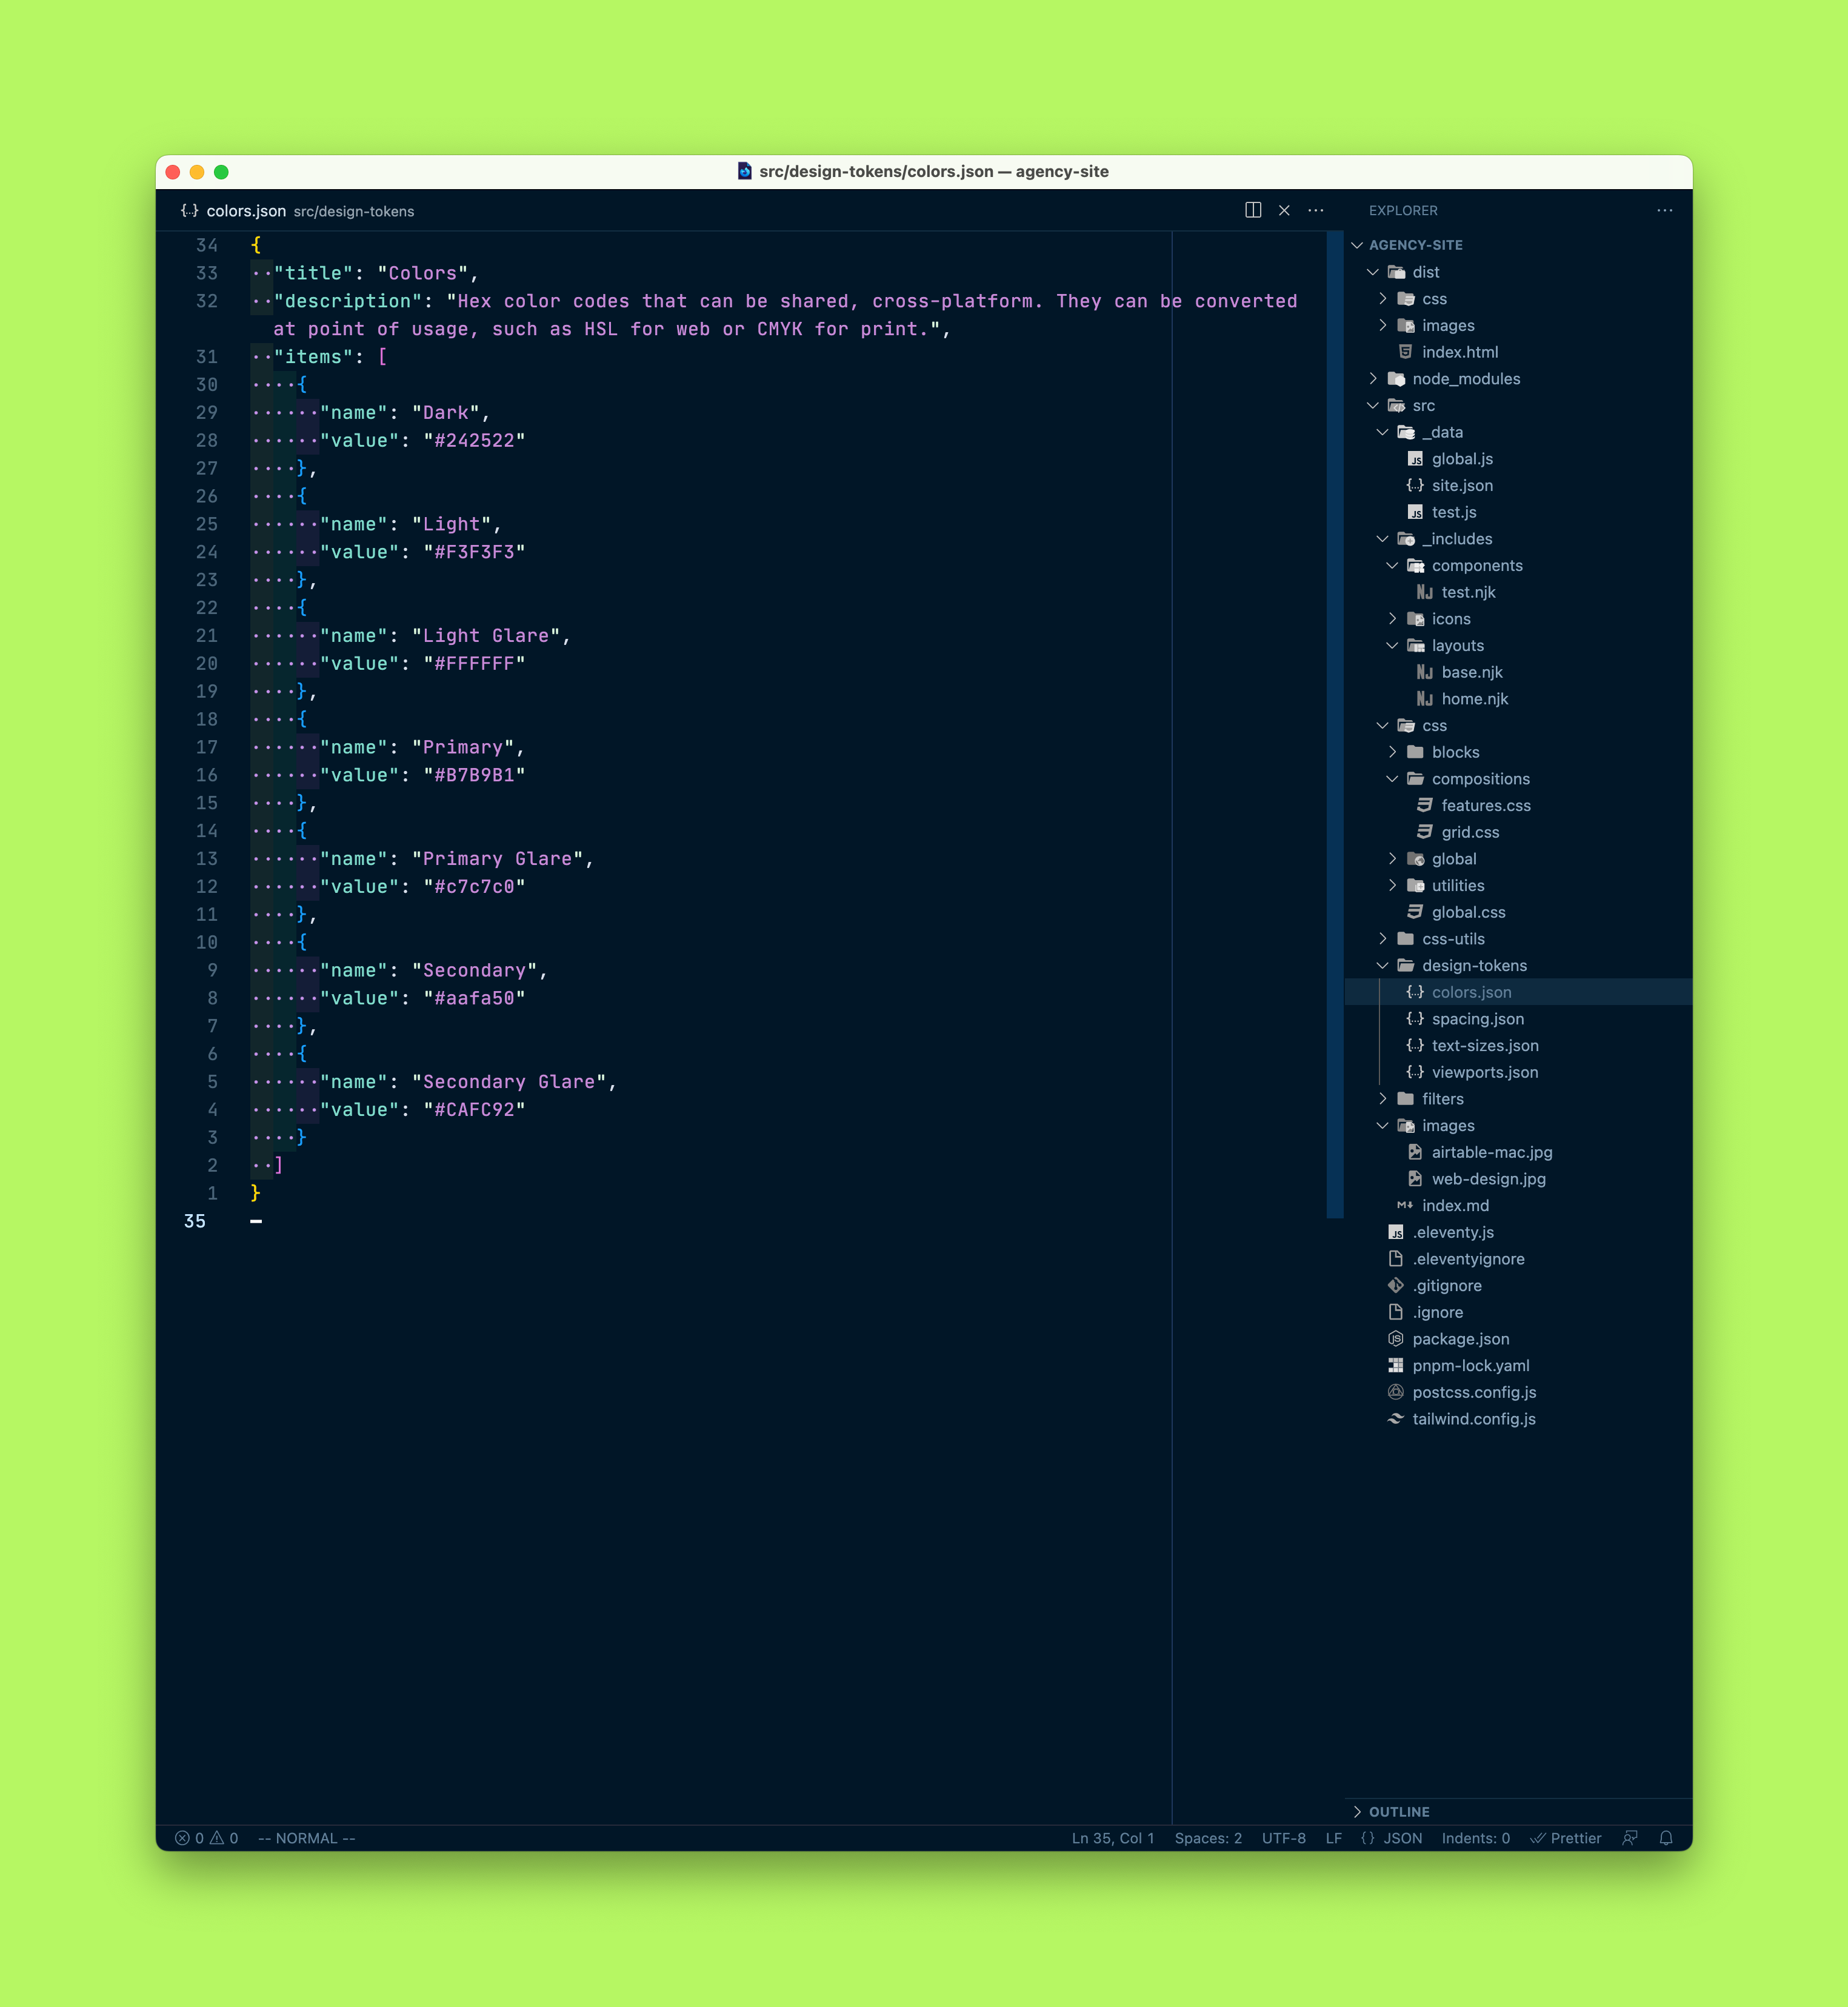 src/design-tokens/colors.json — agency-site
{..} colors.json src/design-tokens
34 {
33 "title": "Colors",
32 "description": "Hex color codes that can be shared, cross-platform. They can be converted
at point of usage, such as HSL for web or CMYK for print.",
31 "items": [
30 {
29 "name": "Dark",
28 "value": "#242522"
27 },
26 {
25 "name": "Light",
24 "value": "#F3F3F3"
23 },
22 {
21 "name": "Light Glare",
20 "value": "#FFFFFF"
19 },
18 {
17 "name": "Primary",
16 "value": "#B7B9B1"
15 },
14 {
13 "name": "Primary Glare",
12 "value": "#c7c7c0"
11 },
10 {
9 "name": "Secondary",
8 "value": "#aafa50"
7 },
6 {
5 "name": "Secondary Glare",
4 "value": "#CAFC92"
3 }
2 ]
1 }
35
EXPLORER
AGENCY-SITE
dist
css
images
index.html
node_modules
src
_data
global.js
site.json
test.js
_includes
components
test.njk
icons
layouts
base.njk
home.njk
css
blocks
compositions
features.css
grid.css
global
utilities
global.css
css-utils
design-tokens
colors.json
spacing.json
text-sizes.json
viewports.json
filters
images
airtable-mac.jpg
web-design.jpg
index.md
.eleventy.js
.eleventyignore
.gitignore
.ignore
package.json
pnpm-lock.yaml
postcss.config.js
tailwind.config.js
OUTLINE
0 0 -- NORMAL -- Ln 35, Col 1 Spaces: 2 UTF-8 LF {} JSON Indents: 0 Prettier